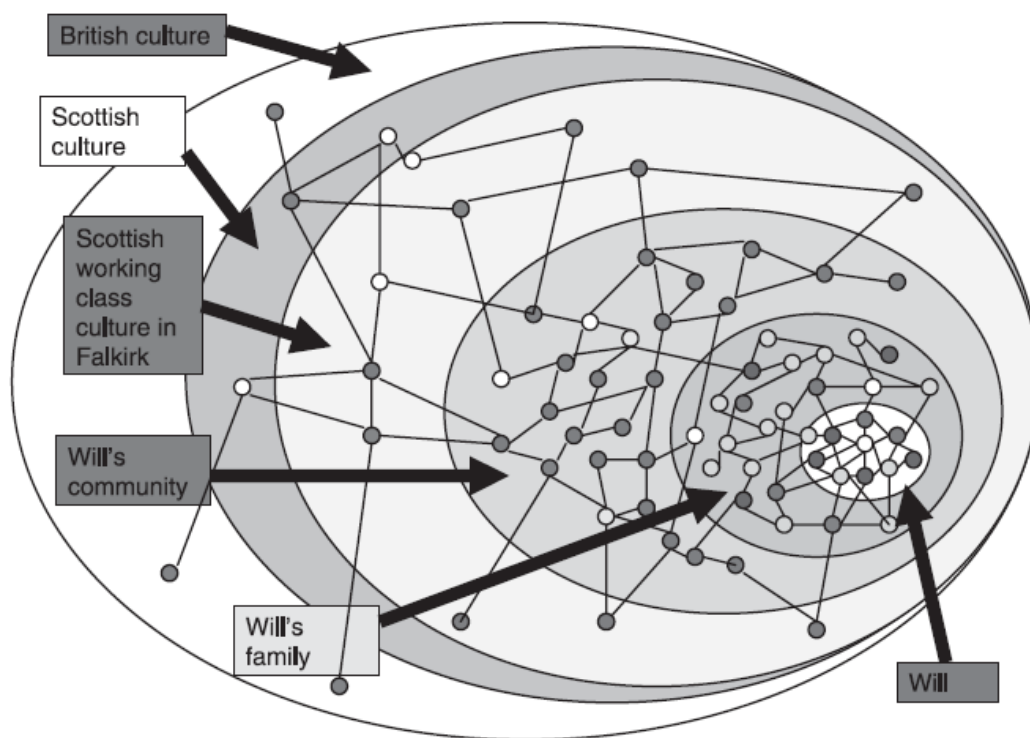 British culture
Scottish
culture
Scottish
working
class
culture in
Falkirk
Will's
community
Will's
family
Will